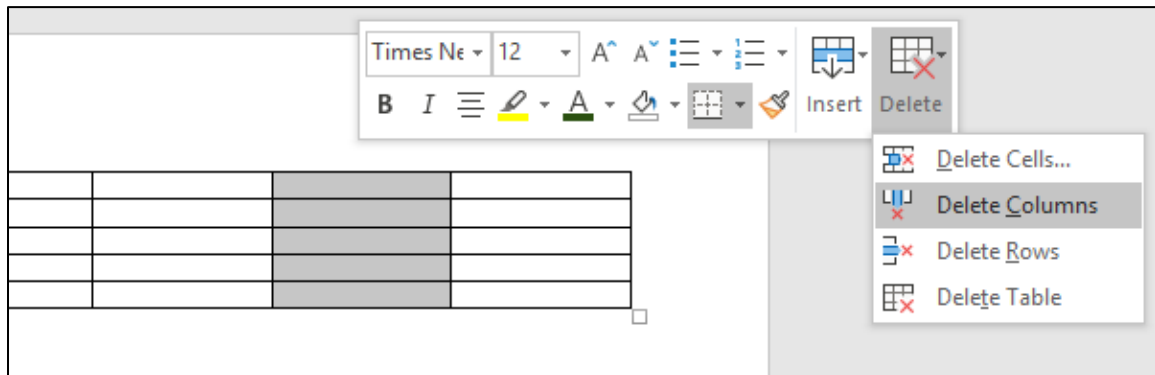 Times Ne 12 A A
B I A Insert Delete
Delete Cells...
Delete Columns
Delete Rows
Delete Table